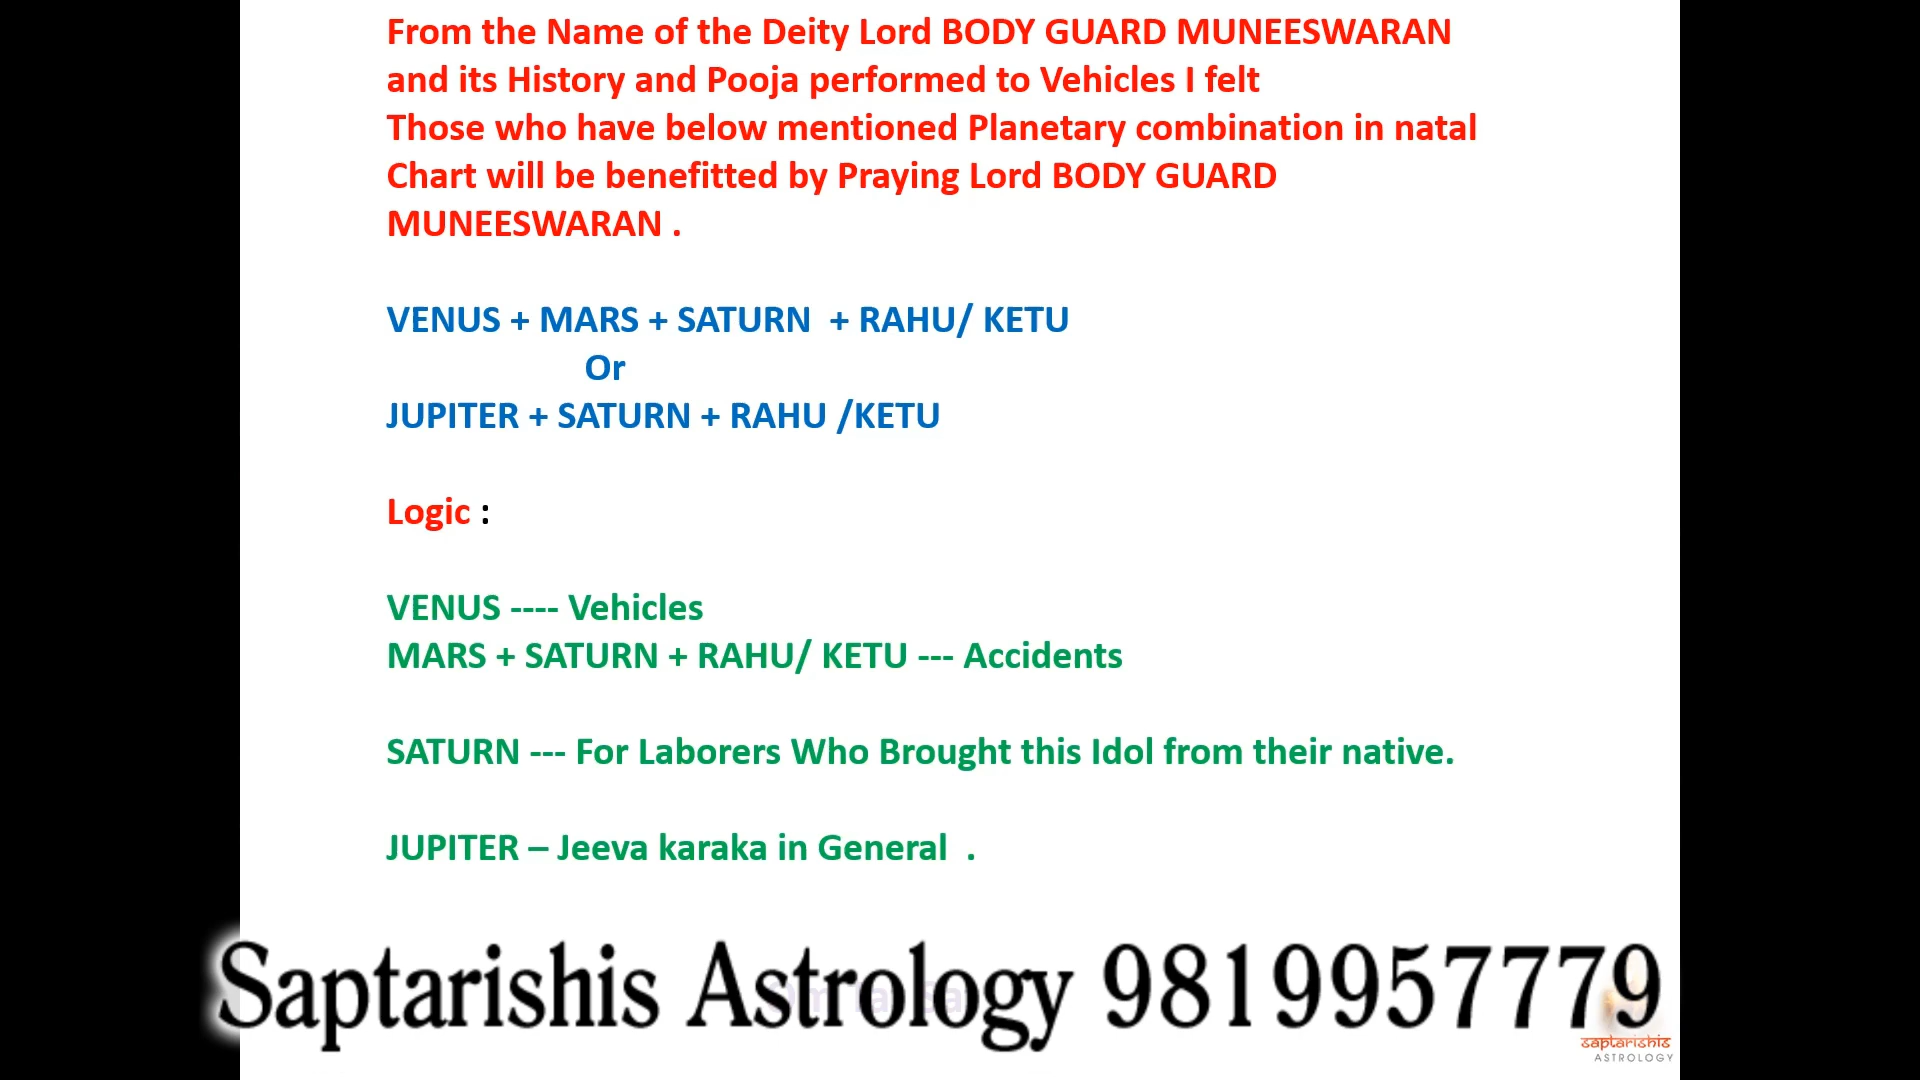 From the Name of the Deity Lord BODY GUARD MUNEESWARAN
and its History and Pooja performed to Vehicles I felt
Those who have below mentioned Planetary combination in natal
Chart will be benefitted by Praying Lord BODY GUARD
MUNEESWARAN .
VENUS + MARS + SATURN  + RAHU/ KETU
Or
JUPITER + SATURN + RAHU /KETU
Logic :
VENUS ---- Vehicles
MARS + SATURN + RAHU/ KETU --- Accidents
SATURN --- For Laborers Who Brought this Idol from their native.
JUPITER – Jeeva karaka in General  .
Saptarishis Astrology 9819957779
saptarishis
ASTROLOGY